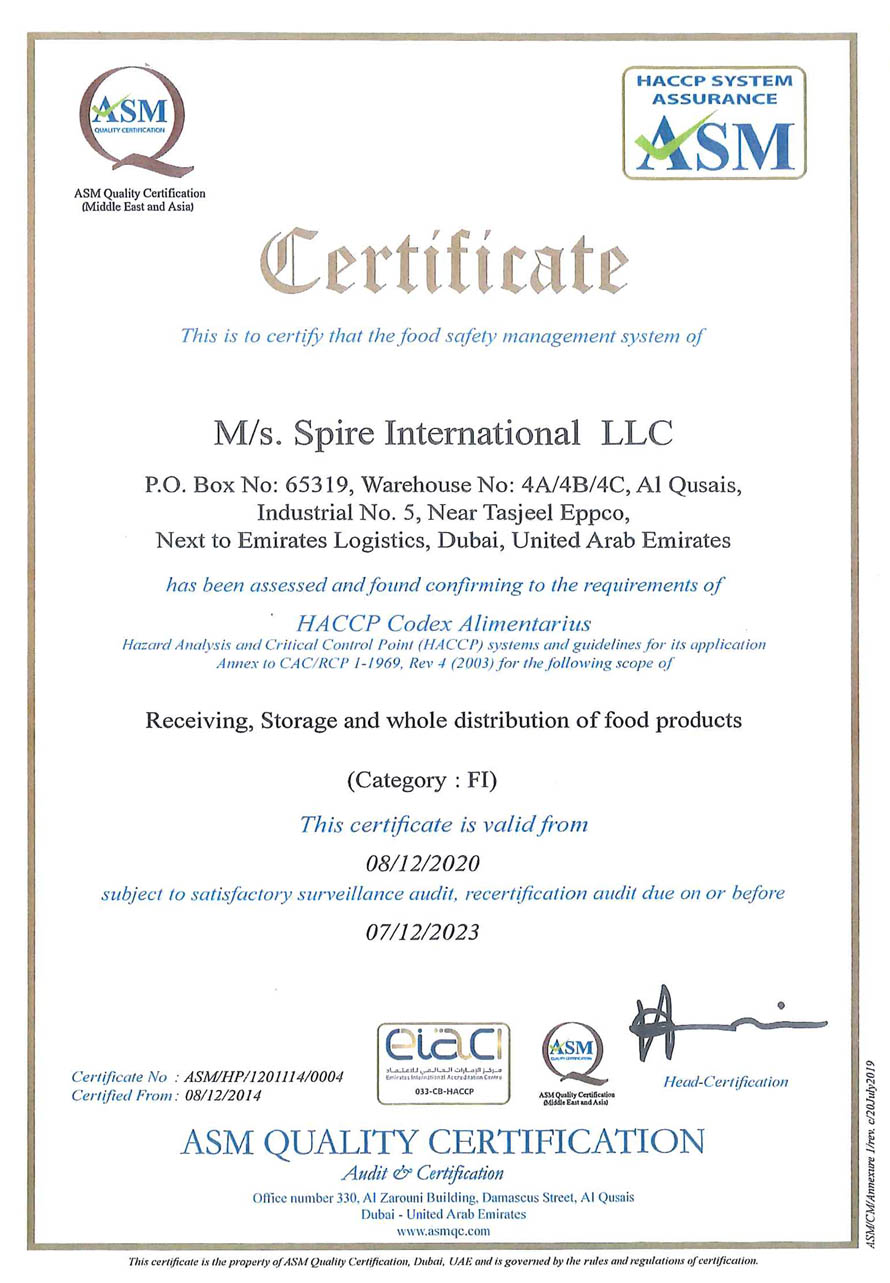 ASM
QUALITY CERTIFICATION
ASM Quality Certification
(Middle East and Asia)
HACCP SYSTEM
ASSURANCE
ASM
Certificate
This is to certify that the food safety management system of
M/s. Spire International LLC
P.O. Box No: 65319, Warehouse No: 4A/4B/4C, Al Qusais,
Industrial No. 5, Near Tasjeel Eppco,
Next to Emirates Logistics, Dubai, United Arab Emirates
has been assessed and found confirming to the requirements of
HACCP Codex Alimentarius
Hazard Analysis and Critical Control Point (HACCP) systems and guidelines for its application
Annex to CAC/RCP 1-1969, Rev 4 (2003) for the following scope of
Receiving, Storage and whole distribution of food products
(Category : FI)
This certificate is valid from
08/12/2020
subject to satisfactory surveillance audit, recertification audit due on or before
07/12/2023
Certificate No : ASM/HP/1201114/0004
Certified From : 08/12/2014
eiaci
مركز الإمارات العالمي للاعتماد
Emirates International Accreditation Centre
033-CB-HACCP
ASM
QUALITY CERTIFICATION
ASM Quality Certification
(Middle East and Asia)
Head-Certification
ASM QUALITY CERTIFICATION
Audit & Certification
Office number 330, Al Zarouni Building, Damascus Street, Al Qusais
Dubai - United Arab Emirates
www.asmqc.com
This certificate is the property of ASM Quality Certification, Dubai, UAE and is governed by the rules and regulations of certification.
ASM/CM/Annexure 1/rev. c/20July2019